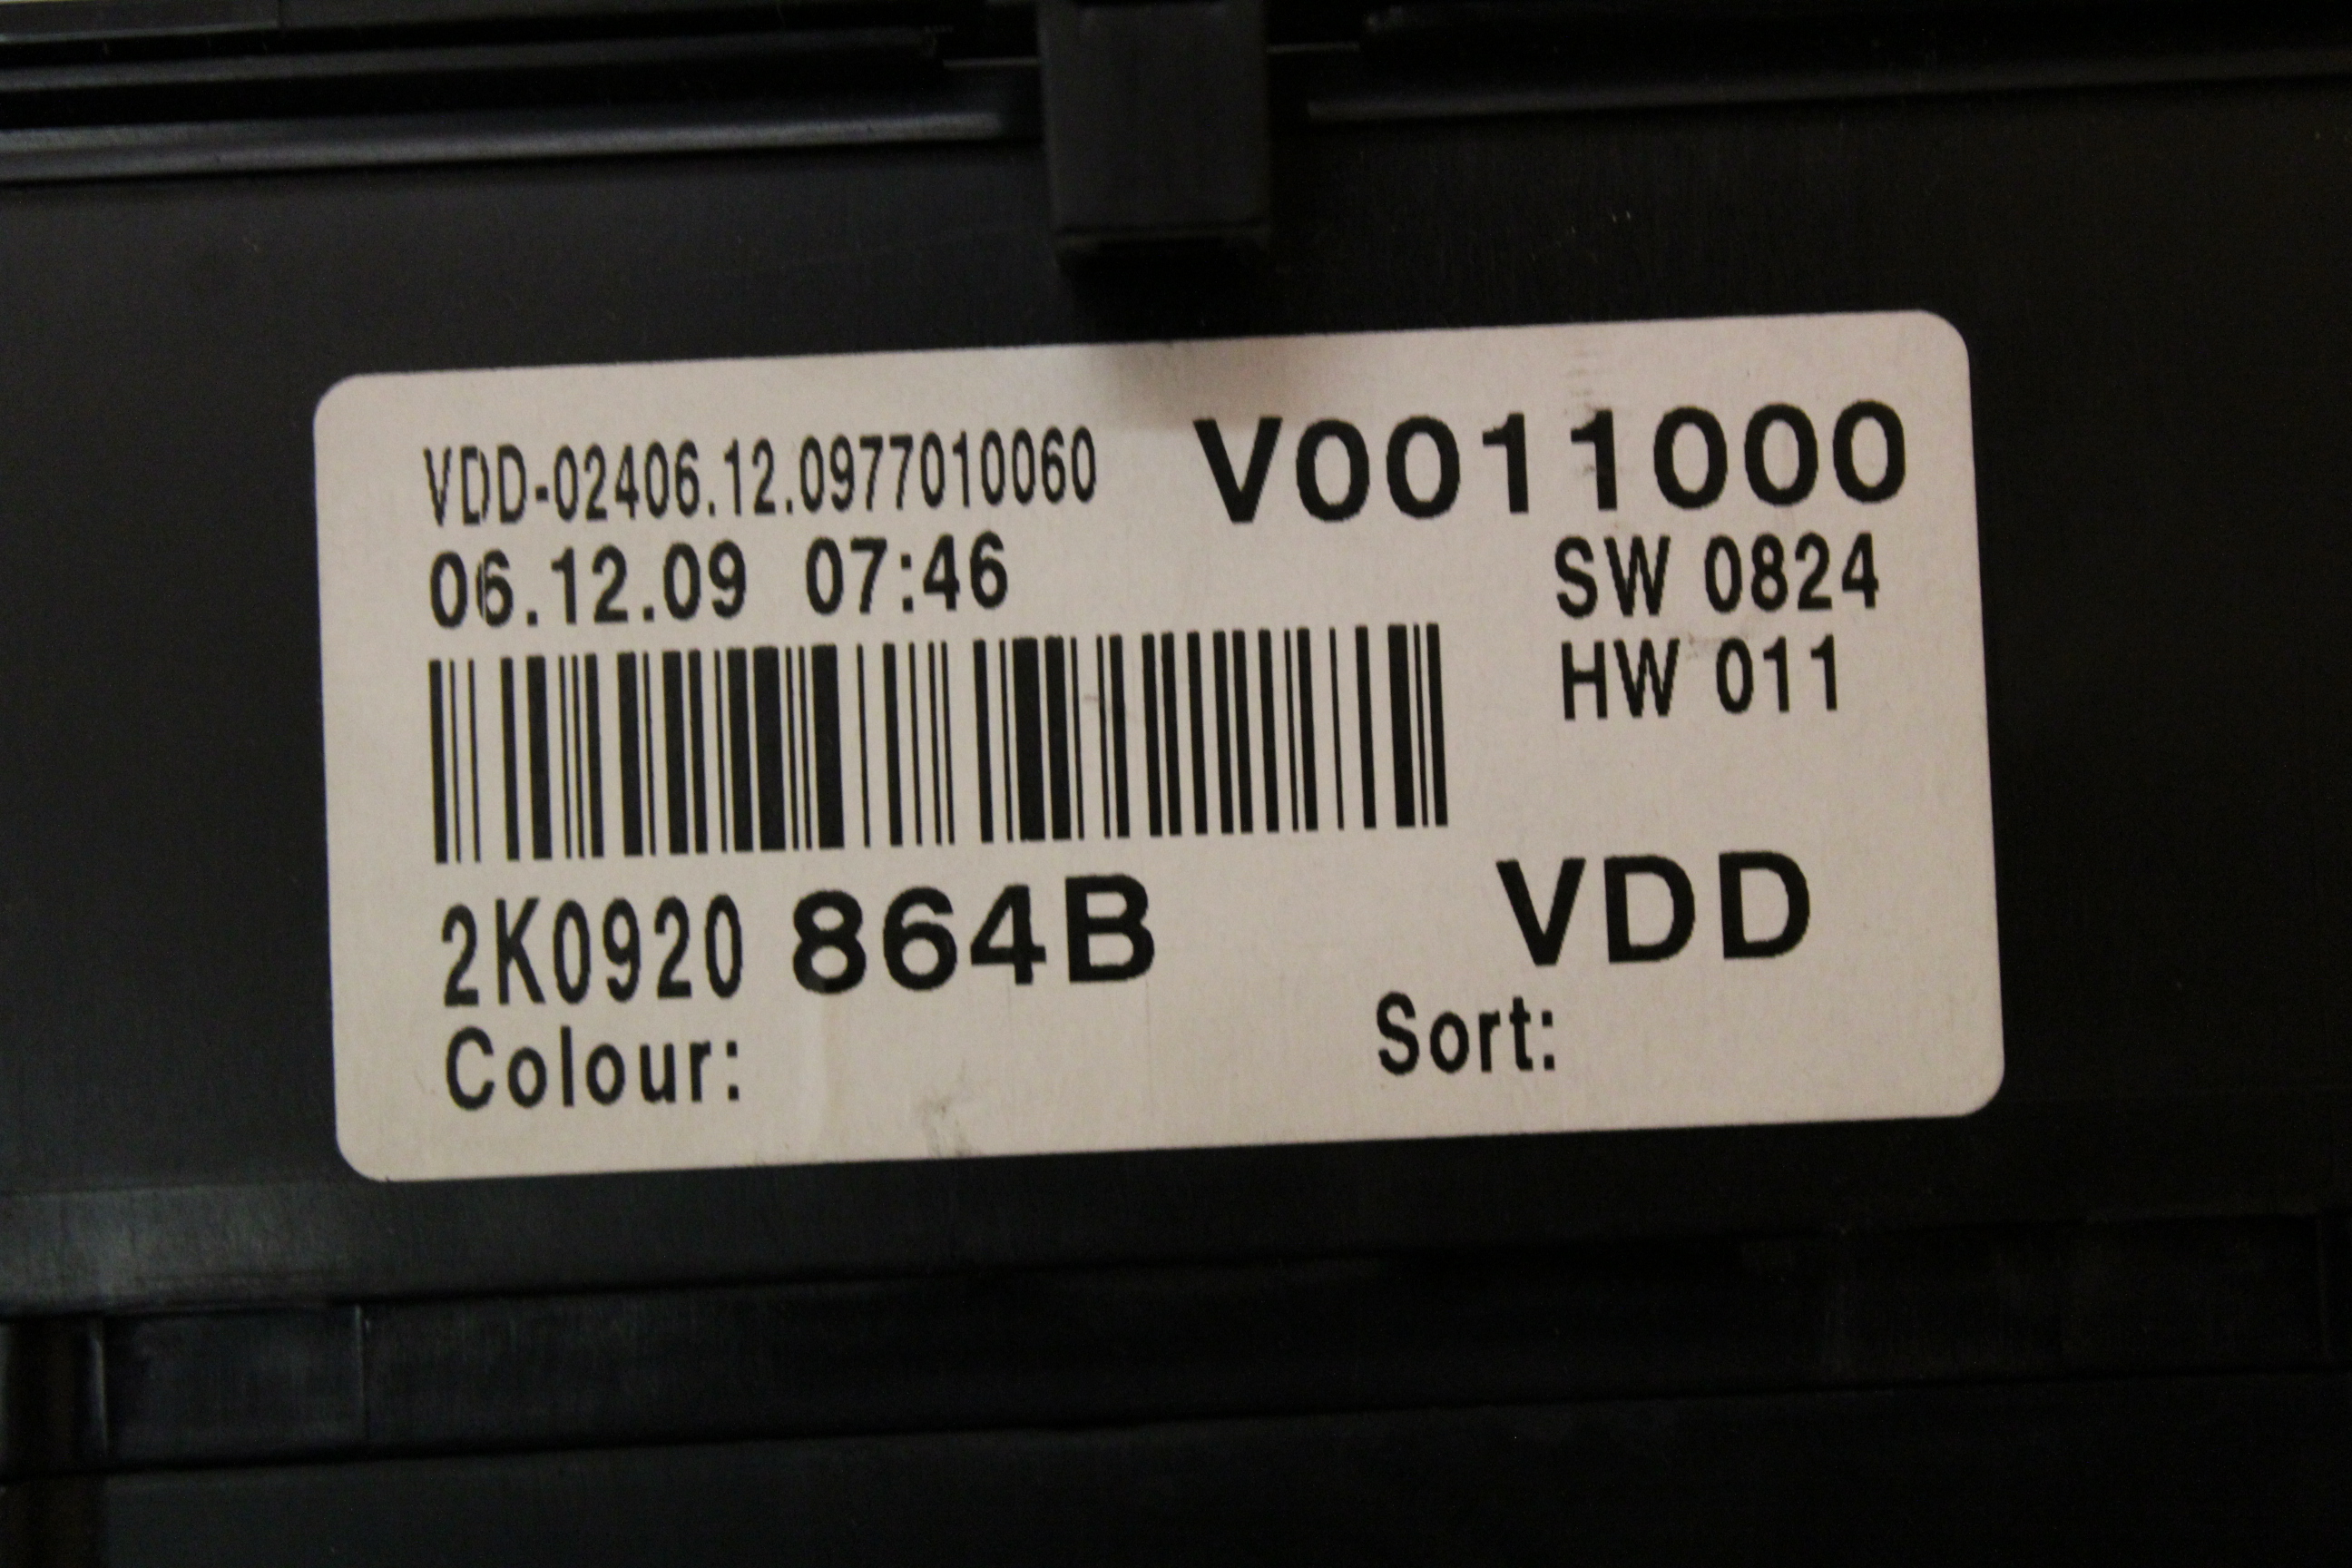 VDD-02406.12.0977010060 V0011000
06.12.09 07:46 SW 0824
HW 011
2K0920 864B VDD
Colour: Sort: